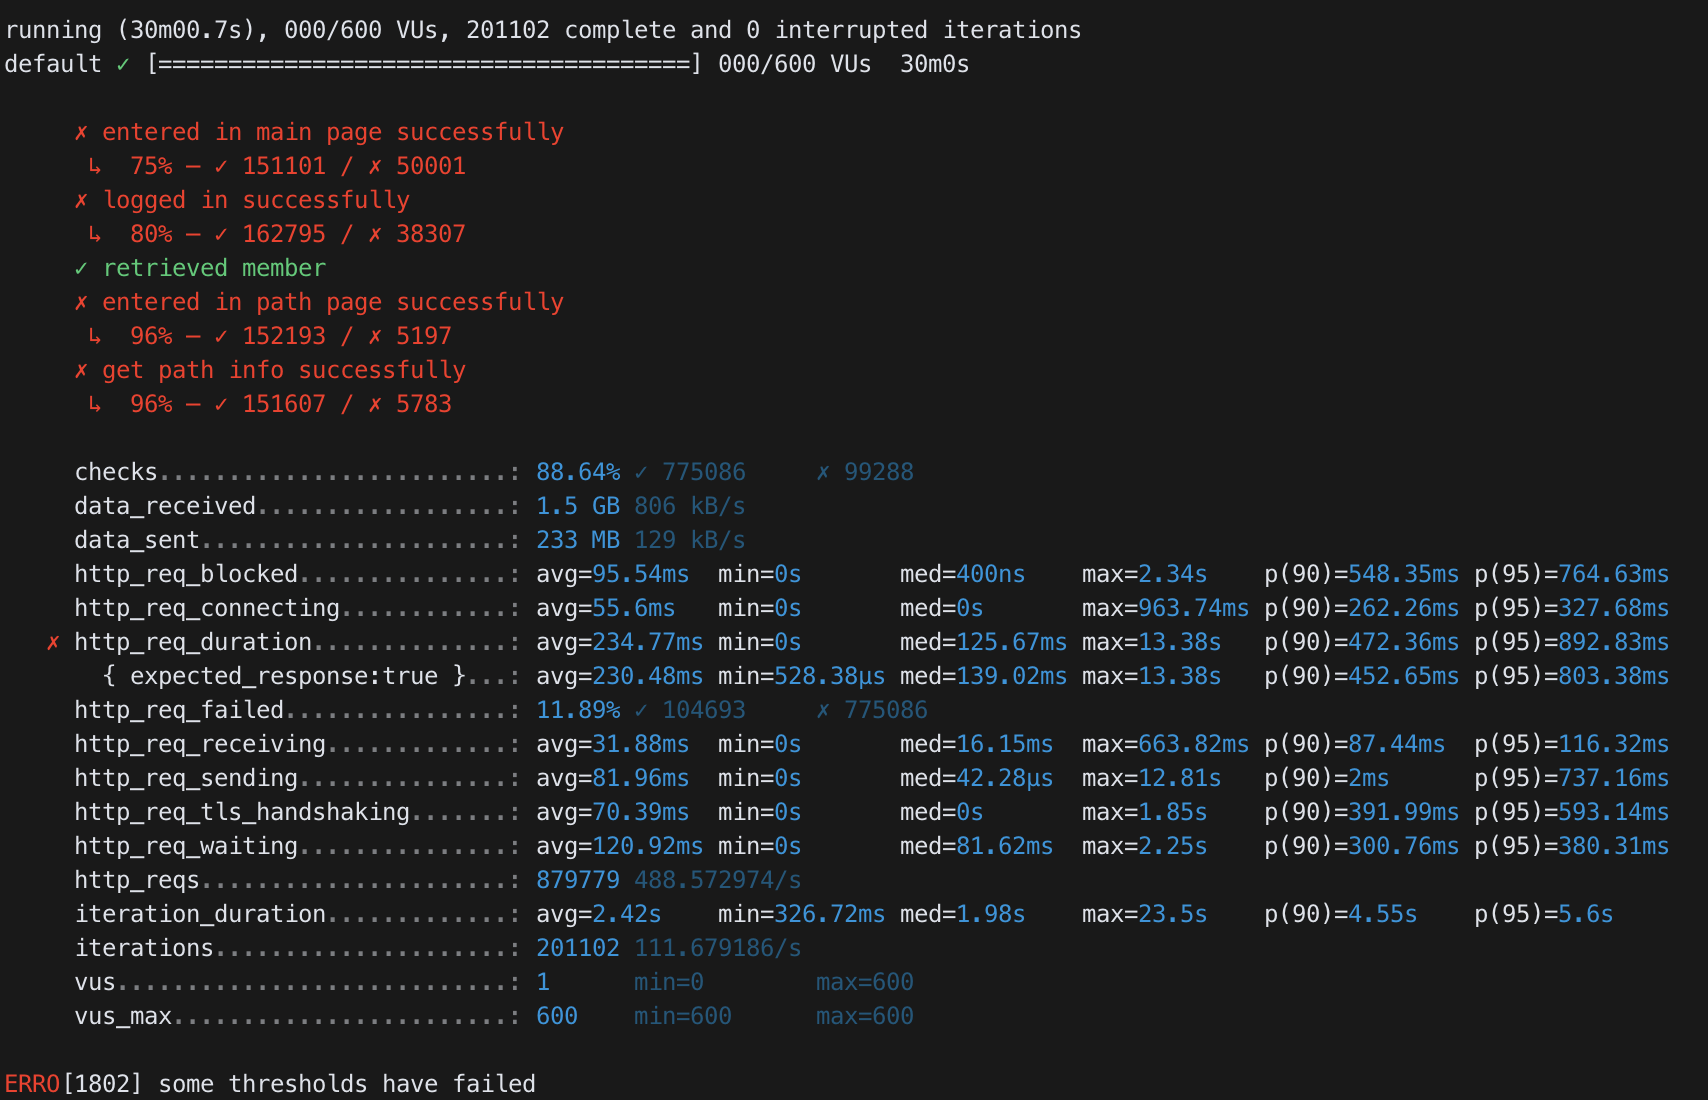 running (30m00.7s), 000/600 VUs, 201102 complete and 0 interrupted iterations
default ✓ [======================================] 000/600 VUs  30m0s
✗ entered in main page successfully
↳  75% — ✓ 151101 / ✗ 50001
✗ logged in successfully
↳  80% — ✓ 162795 / ✗ 38307
✓ retrieved member
✗ entered in path page successfully
↳  96% — ✓ 152193 / ✗ 5197
✗ get path info successfully
↳  96% — ✓ 151607 / ✗ 5783
checks.........................: 88.64% ✓ 775086     ✗ 99288
data_received..................: 1.5 GB 806 kB/s
data_sent......................: 233 MB 129 kB/s
http_req_blocked...............: avg=95.54ms  min=0s       med=400ns    max=2.34s    p(90)=548.35ms p(95)=764.63ms
http_req_connecting............: avg=55.6ms   min=0s       med=0s       max=963.74ms p(90)=262.26ms p(95)=327.68ms
✗ http_req_duration..............: avg=234.77ms min=0s       med=125.67ms max=13.38s   p(90)=472.36ms p(95)=892.83ms
{ expected_response:true }...: avg=230.48ms min=528.38µs med=139.02ms max=13.38s   p(90)=452.65ms p(95)=803.38ms
http_req_failed................: 11.89% ✓ 104693     ✗ 775086
http_req_receiving.............: avg=31.88ms  min=0s       med=16.15ms  max=663.82ms p(90)=87.44ms  p(95)=116.32ms
http_req_sending...............: avg=81.96ms  min=0s       med=42.28µs  max=12.81s   p(90)=2ms      p(95)=737.16ms
http_req_tls_handshaking.......: avg=70.39ms  min=0s       med=0s       max=1.85s    p(90)=391.99ms p(95)=593.14ms
http_req_waiting...............: avg=120.92ms min=0s       med=81.62ms  max=2.25s    p(90)=300.76ms p(95)=380.31ms
http_reqs......................: 879779 488.572974/s
iteration_duration.............: avg=2.42s    min=326.72ms med=1.98s    max=23.5s    p(90)=4.55s    p(95)=5.6s
iterations.....................: 201102 111.679186/s
vus............................: 1      min=0        max=600
vus_max........................: 600    min=600      max=600
ERRO[1802] some thresholds have failed